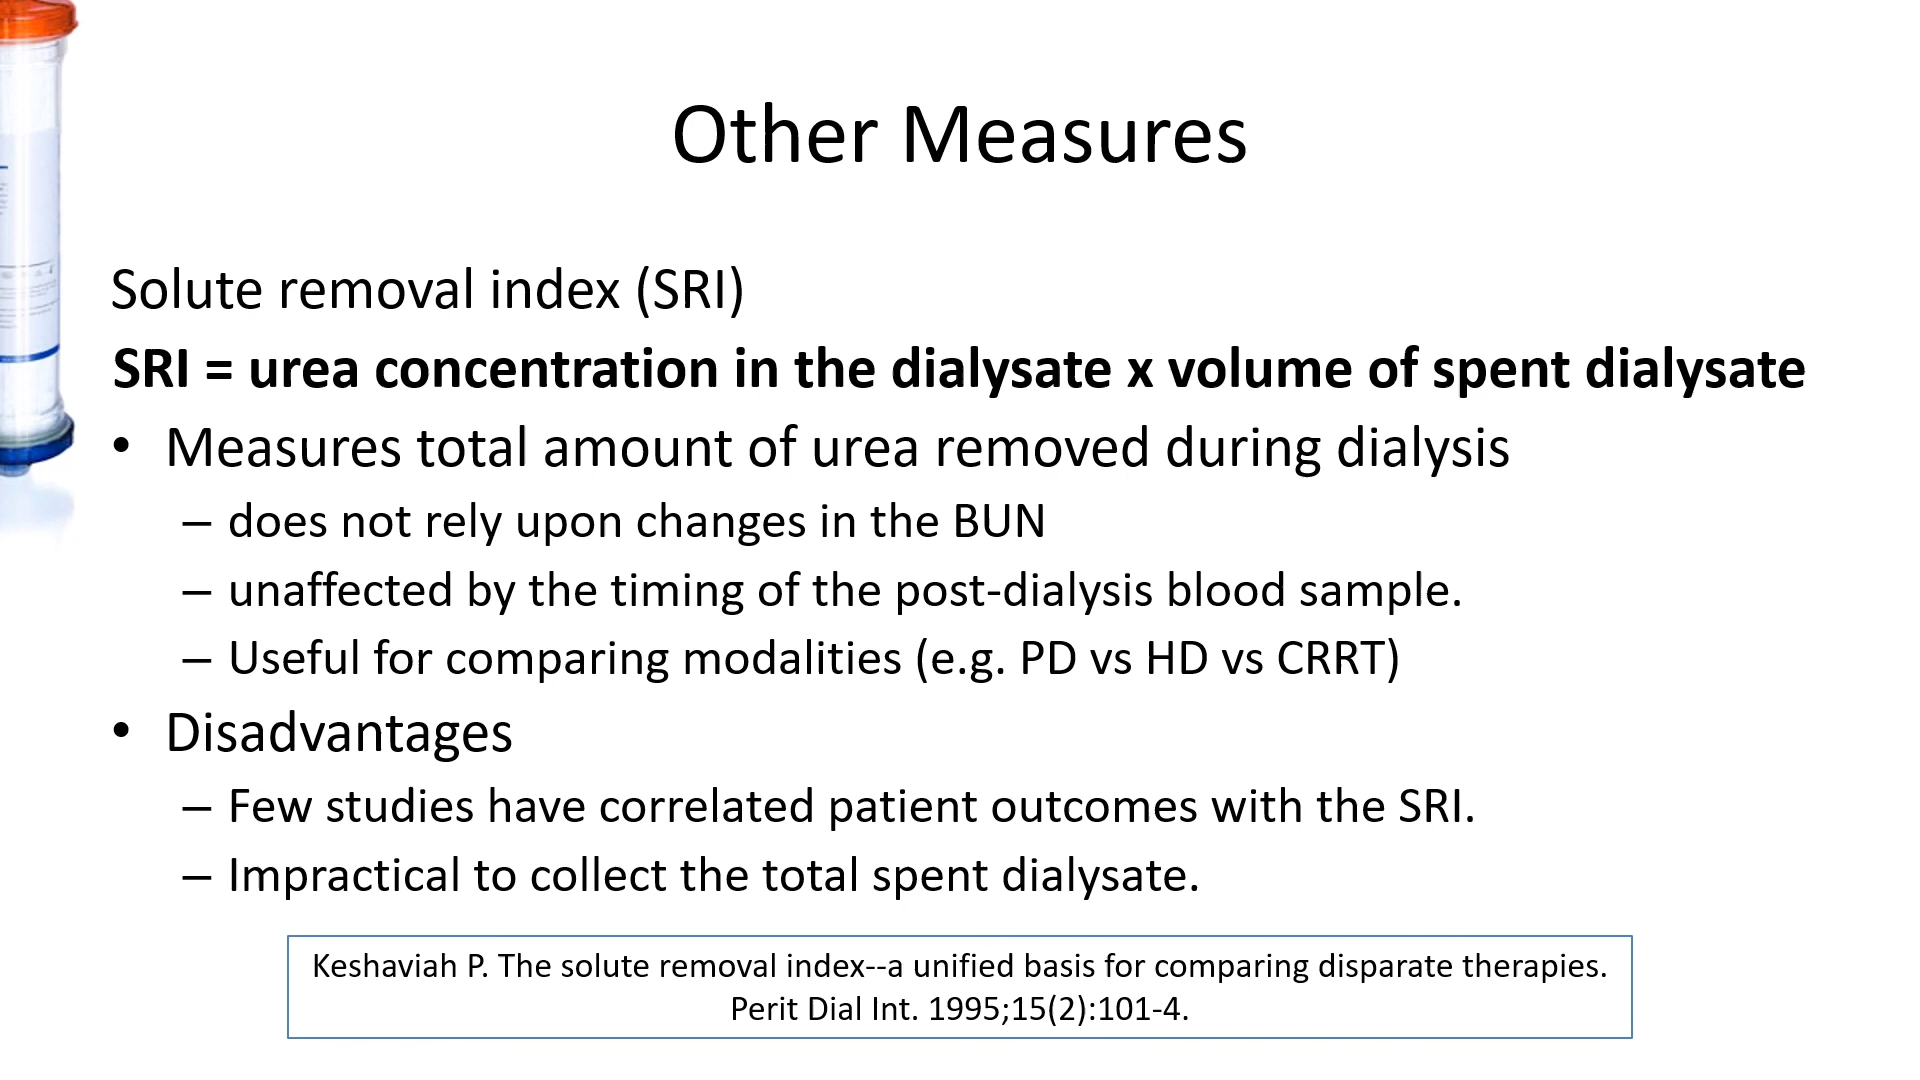 Other Measures
Solute removal index (SRI)
SRI = urea concentration in the dialysate x volume of spent dialysate
• Measures total amount of urea removed during dialysis
– does not rely upon changes in the BUN
– unaffected by the timing of the post-dialysis blood sample.
– Useful for comparing modalities (e.g. PD vs HD vs CRRT)
• Disadvantages
– Few studies have correlated patient outcomes with the SRI.
– Impractical to collect the total spent dialysate.
Keshaviah P. The solute removal index--a unified basis for comparing disparate therapies.
Perit Dial Int. 1995;15(2):101-4.